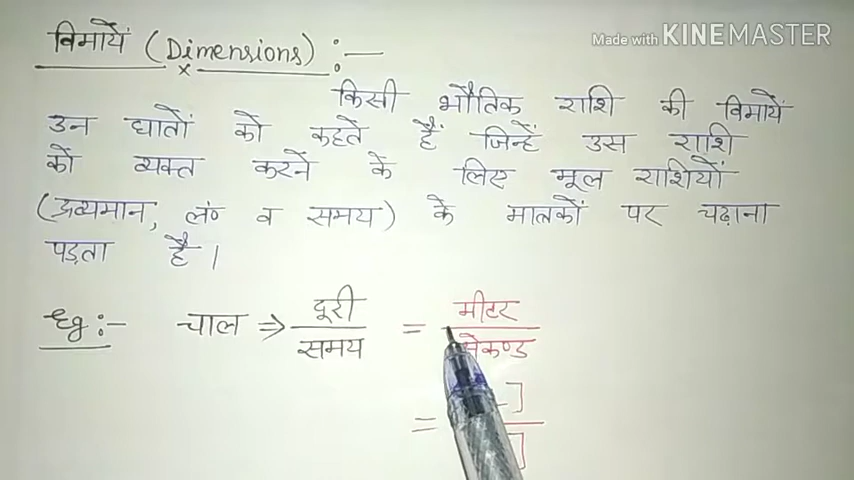 विमायें (Dimensions) :—
Made with KINEMASTER
किसी भौतिक राशि की विमायें
उन घातों को कहते हैं जिन्हें उस राशि
को व्यक्त करने के लिए मूल राशियों
(द्रव्यमान, लं० व समय) के मात्रकों पर चढ़ाना
पड़ता है।
Eg :- चाल ⇒ दूरी / समय = मीटर / सेकण्ड
=